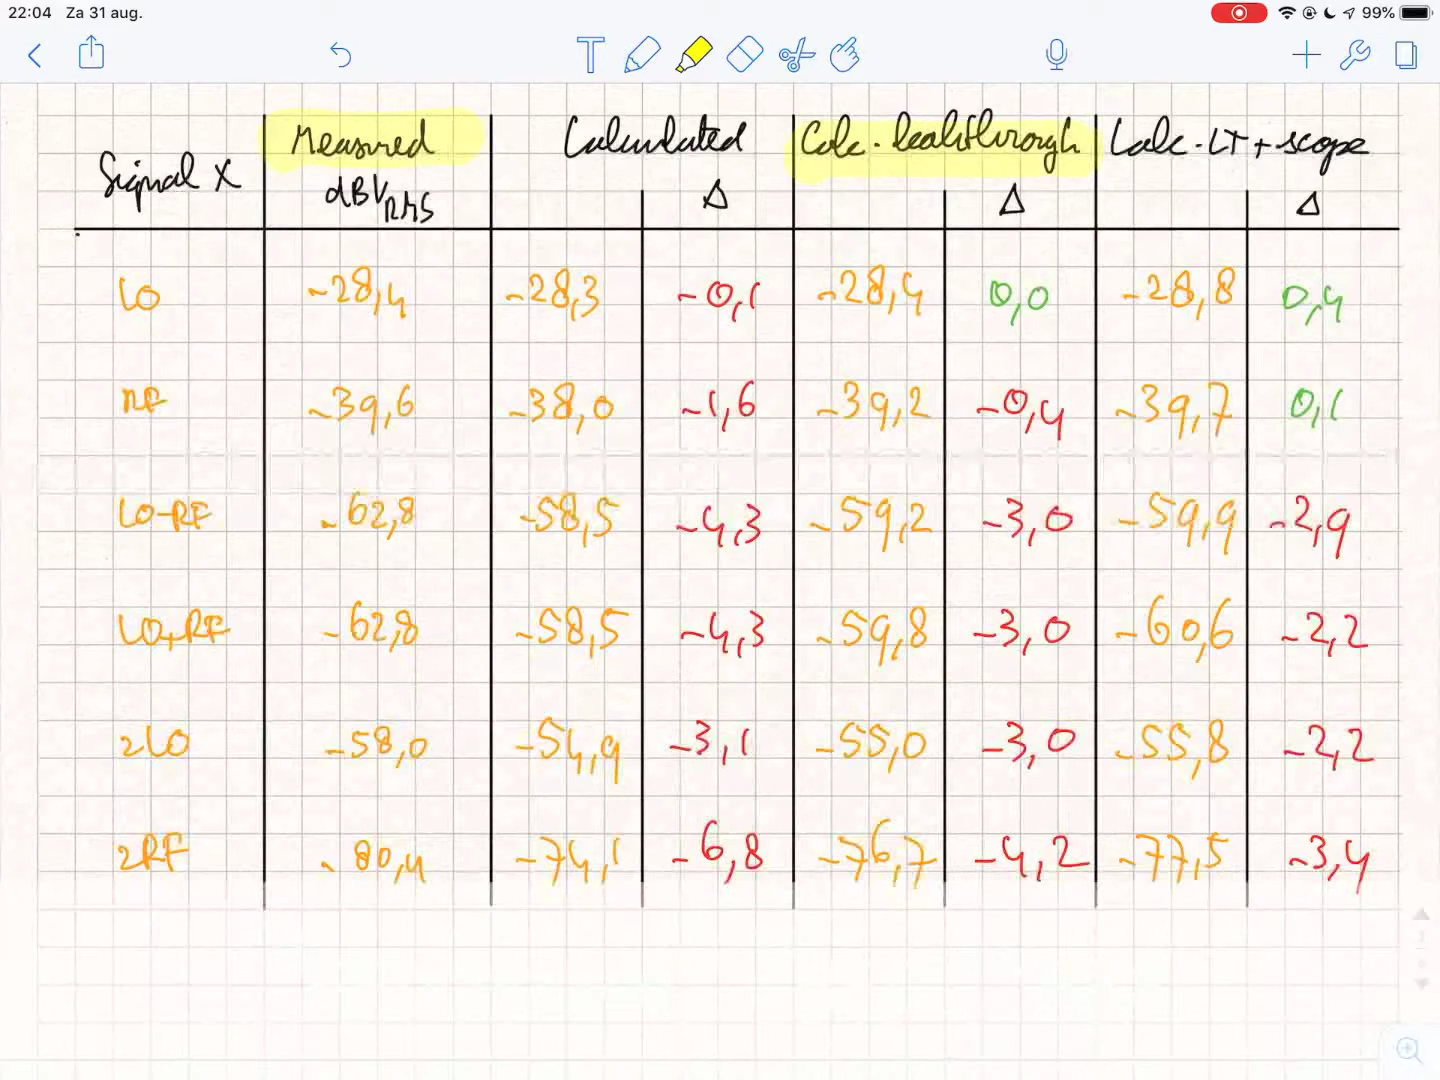 22:04 Za 31 aug. 99%
Measured Calculated Calc. leakthrough Calc. LT + scope
Signal X dBV RMS Δ Δ Δ
LO -28,4 -28,3 -0,1 -28,4 0,0 -28,8 0,4
RF -39,6 -38,0 -1,6 -39,2 -0,4 -39,7 0,1
LO-RF -62,8 -58,5 -4,3 -59,2 -3,0 -59,9 -2,9
LO+RF -62,8 -58,5 -4,3 -59,8 -3,0 -60,6 -2,2
2LO -58,0 -54,9 -3,1 -55,0 -3,0 -55,8 -2,2
2RF -80,4 -74,1 -6,8 -76,7 -4,2 -77,5 -3,4